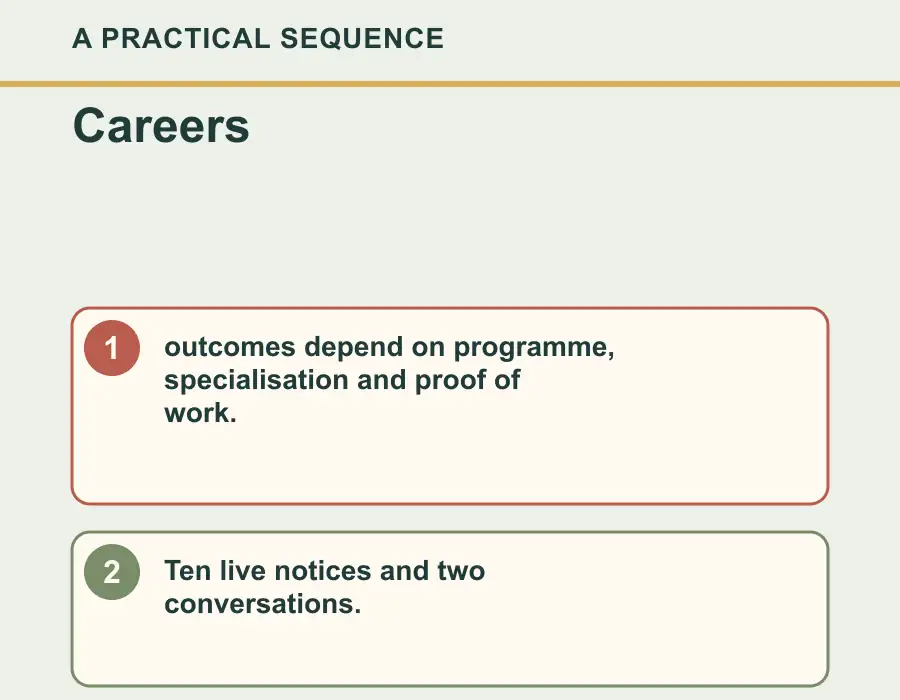 A PRACTICAL SEQUENCE
Careers
1
outcomes depend on programme,
specialisation and proof of
work.
2
Ten live notices and two
conversations.